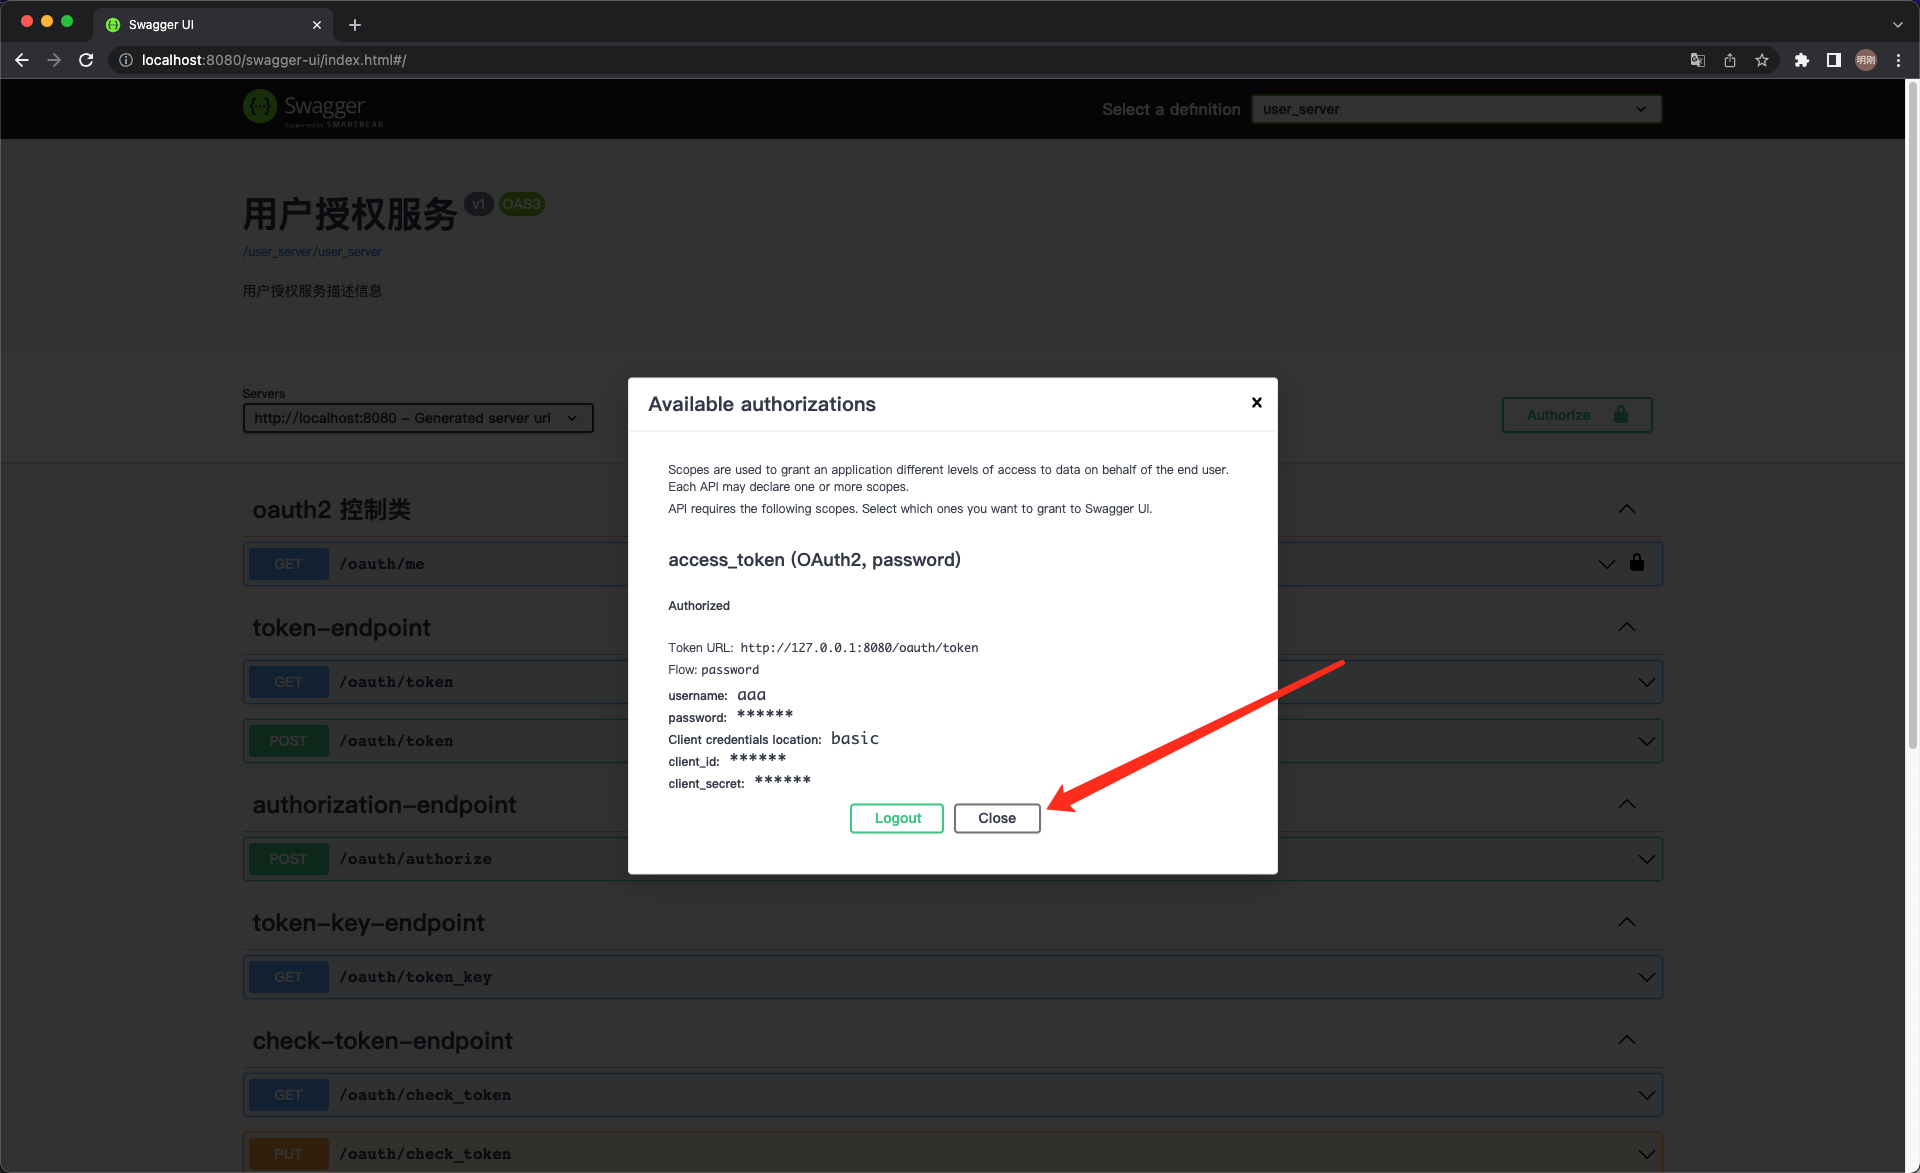 Swagger UI
localhost:8080/swagger-ui/index.html#/
明刚
Swagger
Supported by SMARTBEAR
Select a definition
user_server
用户授权服务 v1 OAS3
/user_server/user_server
用户授权服务描述信息
Servers
http://localhost:8080 – Generated server url
Authorize
Available authorizations
Scopes are used to grant an application different levels of access to data on behalf of the end user.
Each API may declare one or more scopes.
API requires the following scopes. Select which ones you want to grant to Swagger UI.
access_token (OAuth2, password)
Authorized
Token URL: http://127.0.0.1:8080/oauth/token
Flow: password
username: aaa
password: ******
Client credentials location: basic
client_id: ******
client_secret: ******
Logout
Close
oauth2 控制类
GET /oauth/me
token-endpoint
GET /oauth/token
POST /oauth/token
authorization-endpoint
POST /oauth/authorize
token-key-endpoint
GET /oauth/token_key
check-token-endpoint
GET /oauth/check_token
PUT /oauth/check_token